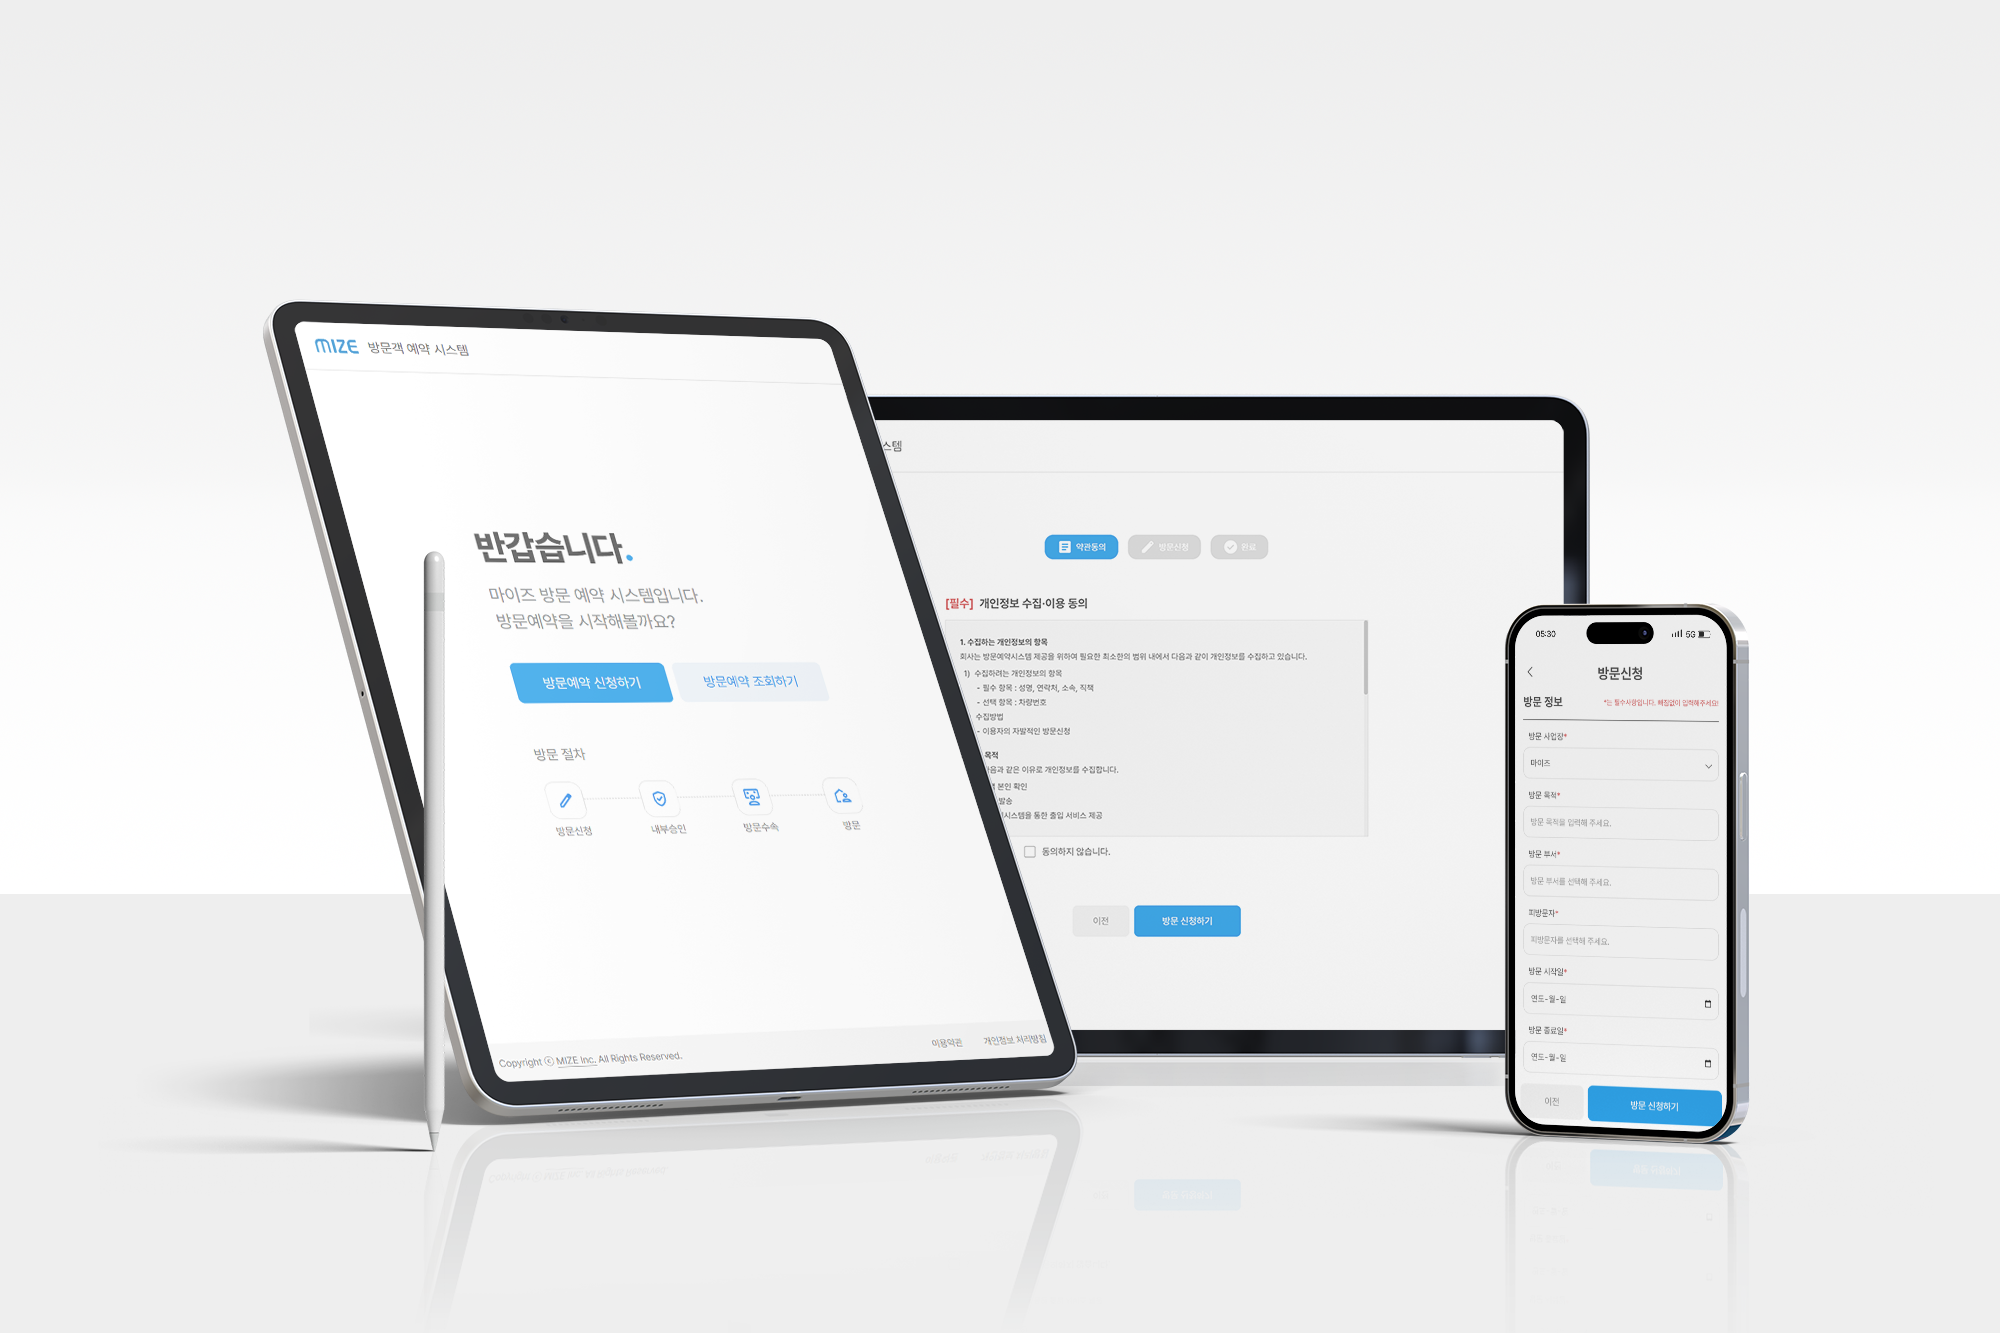 MIZE 방문객 예약 시스템
반갑습니다.
마이즈 방문 예약 시스템입니다.
방문예약을 시작해볼까요?
방문예약 신청하기
방문예약 조회하기
방문 절차
방문신청
내부승인
방문수속
방문
Copyright ⓒ MIZE Inc. All Rights Reserved.
이용약관
개인정보 처리방침
스템
약관동의
방문신청
완료
[필수] 개인정보 수집·이용 동의
1. 수집하는 개인정보의 항목
회사는 방문예약시스템 제공을 위하여 필요한 최소한의 범위 내에서 다음과 같이 개인정보를 수집하고 있습니다.
1) 수집하려는 개인정보의 항목
- 필수 항목 : 성명, 연락처, 소속, 직책
- 선택 항목 : 차량번호
수집방법
- 이용자의 자발적인 방문신청
목적
다음과 같은 이유로 개인정보를 수집합니다.
본인 확인
발송
시스템을 통한 출입 서비스 제공
동의하지 않습니다.
이전
방문 신청하기
05:30
5G
방문신청
방문 정보
*는 필수사항입니다. 빠짐없이 입력해주세요!
방문 사업장*
마이즈
방문 목적*
방문 목적을 입력해 주세요.
방문 부서*
방문 부서를 선택해 주세요.
피방문자*
피방문자를 선택해 주세요.
방문 시작일*
연도-월-일
방문 종료일*
연도-월-일
이전
방문 신청하기